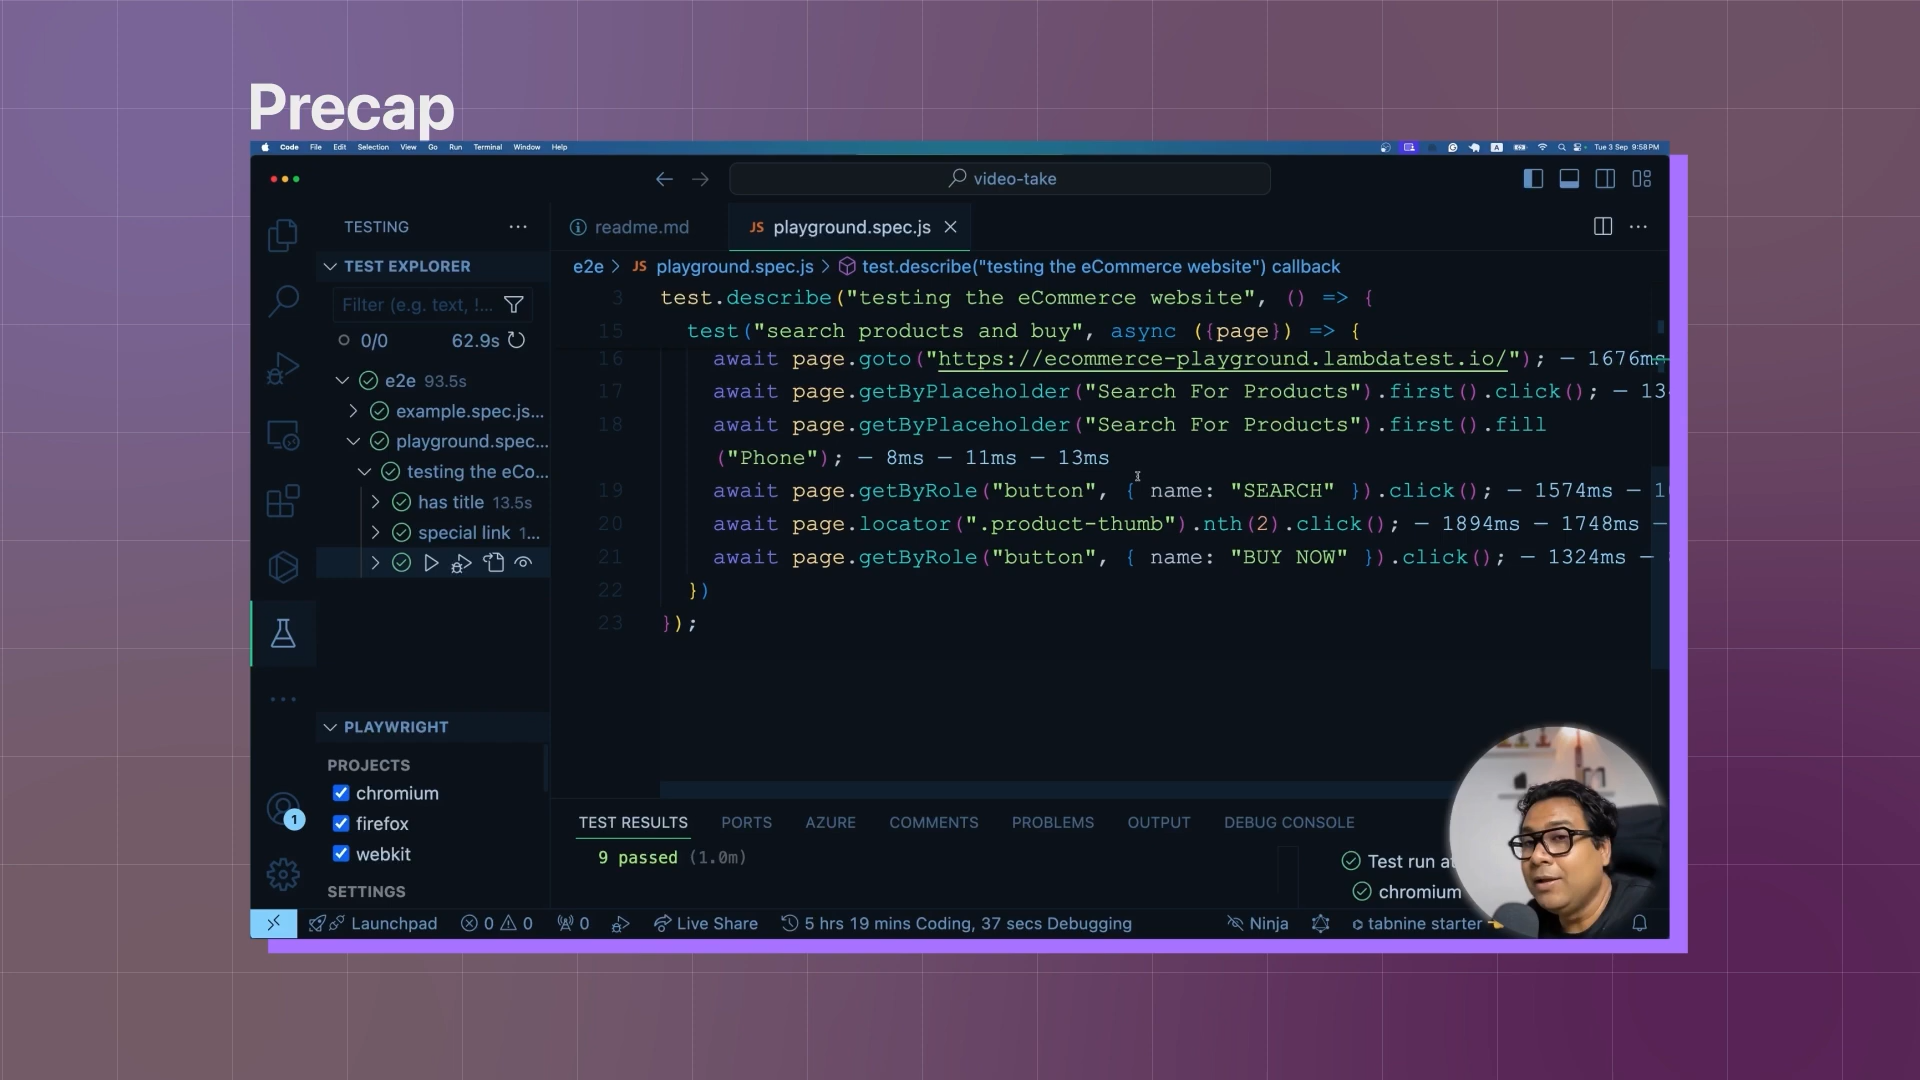 Precap
Code File Edit Selection View Go Run Terminal Window Help
Tue 3 Sep 9:58PM
video-take
TESTING
readme.md
JS playground.spec.js
TEST EXPLORER
e2e > JS playground.spec.js > test.describe("testing the eCommerce website") callback
Filter (e.g. text, !...
0/0 62.9s
e2e 93.5s
example.spec.js...
playground.spec...
testing the eCo...
has title 13.5s
special link 1...
3 test.describe("testing the eCommerce website", () => {
15 test("search products and buy", async ({page}) => {
16 await page.goto("https://ecommerce-playground.lambdatest.io/"); — 1676ms
17 await page.getByPlaceholder("Search For Products").first().click(); — 13
18 await page.getByPlaceholder("Search For Products").first().fill
("Phone"); — 8ms — 11ms — 13ms
19 await page.getByRole("button", { name: "SEARCH" }).click(); — 1574ms — 1
20 await page.locator(".product-thumb").nth(2).click(); — 1894ms — 1748ms —
21 await page.getByRole("button", { name: "BUY NOW" }).click(); — 1324ms —
22 })
23 });
PLAYWRIGHT
PROJECTS
chromium
firefox
webkit
SETTINGS
1
TEST RESULTS PORTS AZURE COMMENTS PROBLEMS OUTPUT DEBUG CONSOLE
9 passed (1.0m)
Test run at
chromium
Launchpad 0 0 0 Live Share 5 hrs 19 mins Coding, 37 secs Debugging Ninja tabnine starter